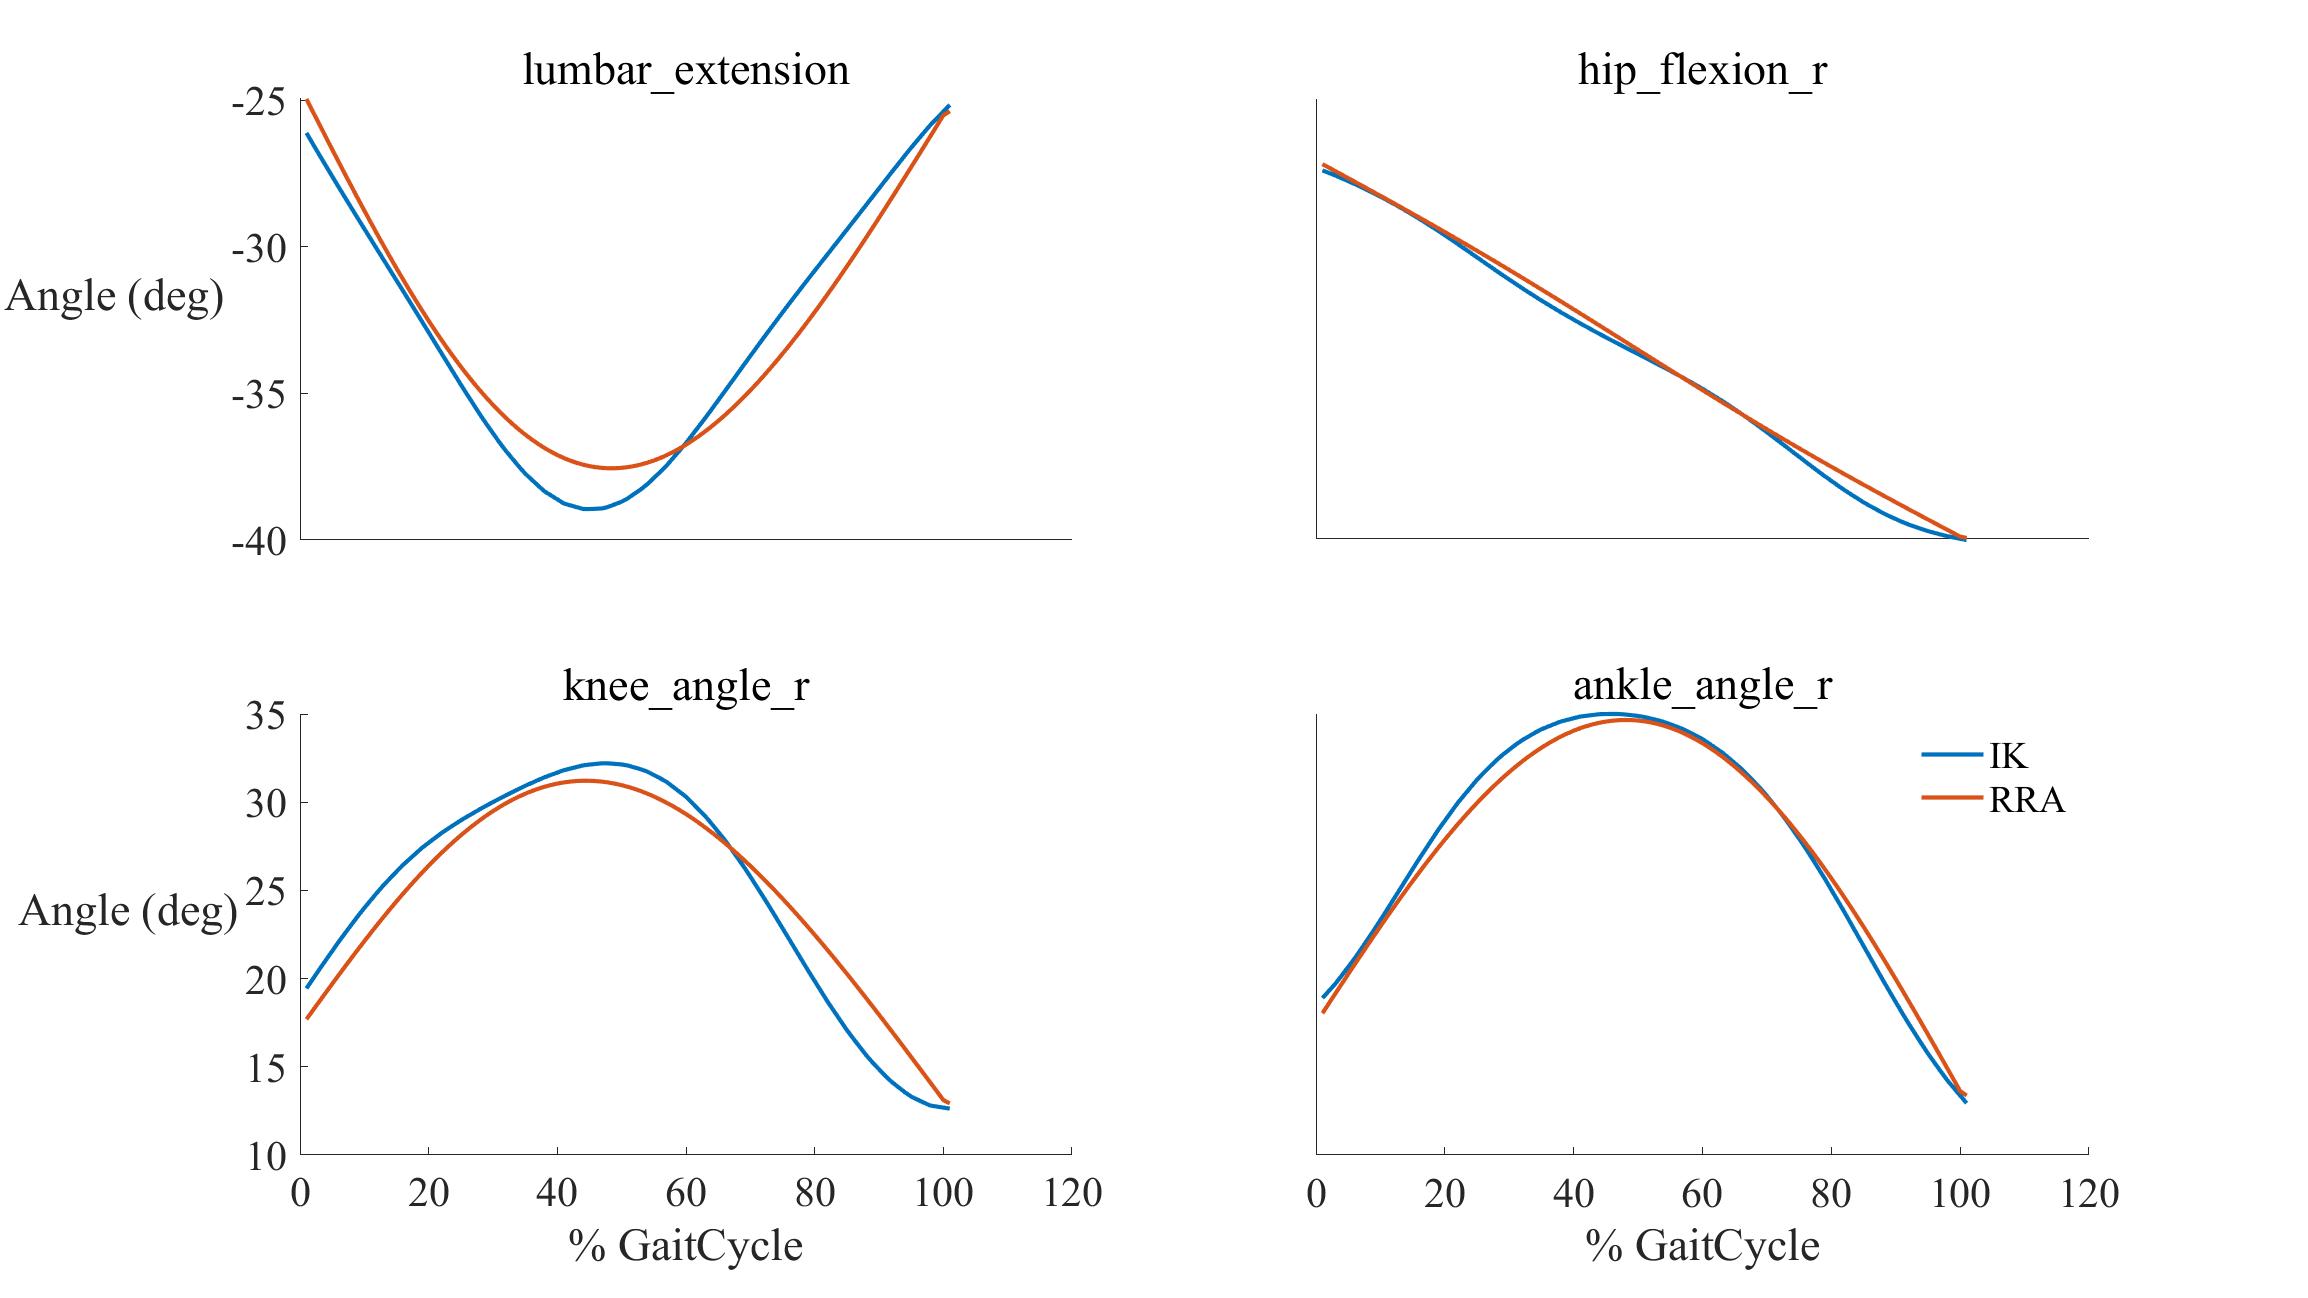 lumbar_extension
hip_flexion_r
-25
-30
-35
-40
Angle (deg)
knee_angle_r
ankle_angle_r
35
30
25
20
15
10
Angle (deg)
IK
RRA
0 20 40 60 80 100 120
0 20 40 60 80 100 120
% GaitCycle
% GaitCycle